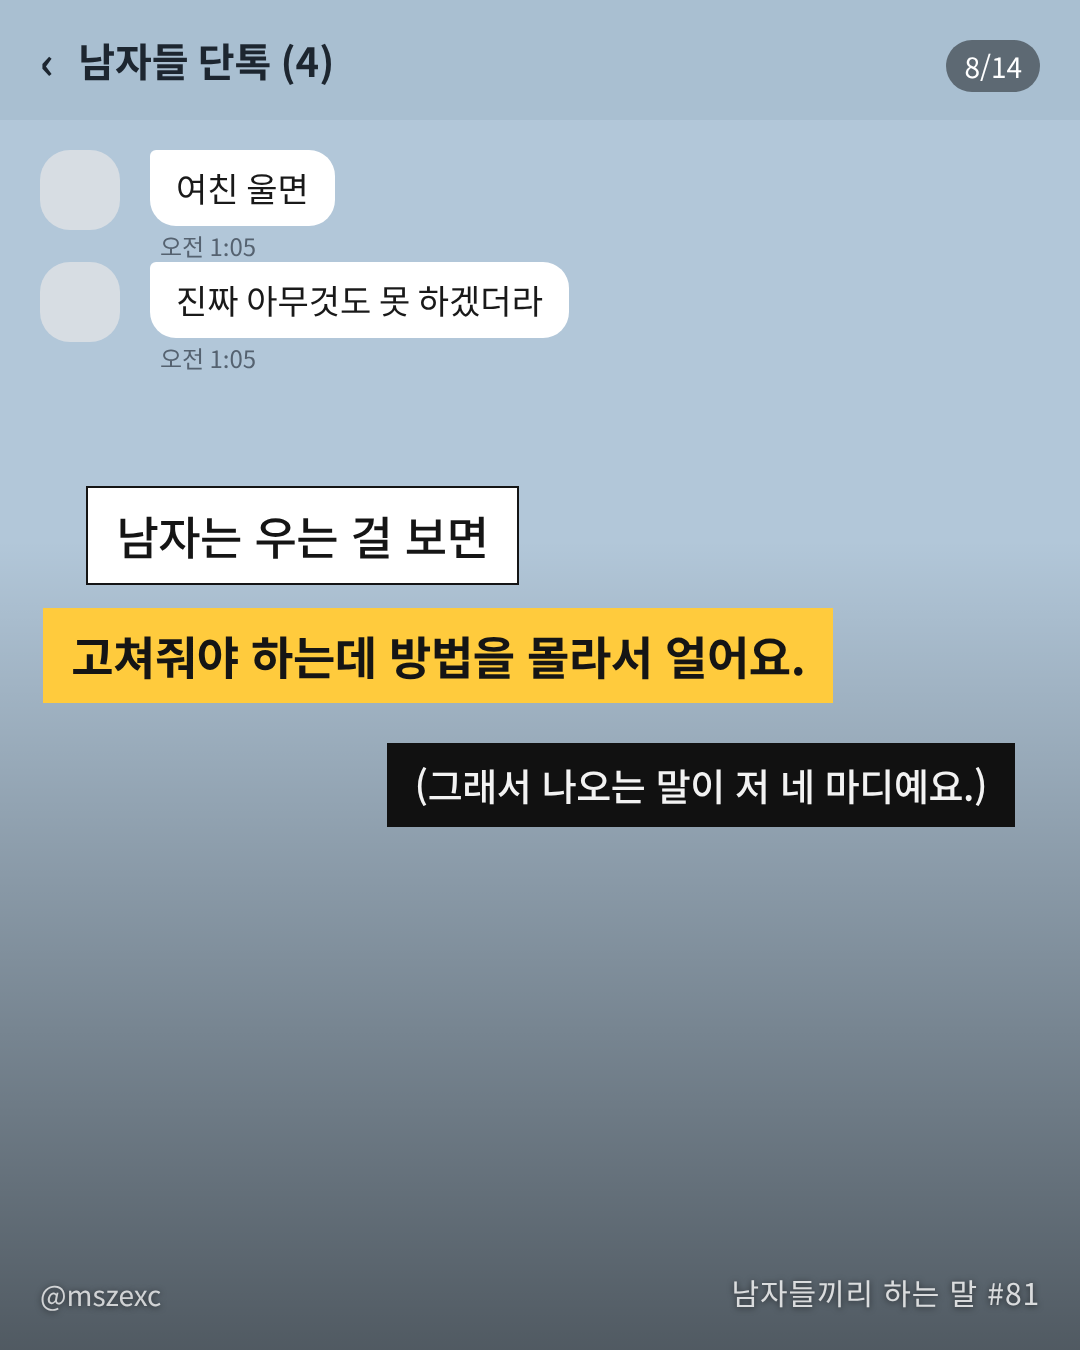 ‹ 남자들 단톡 (4)
8/14
여친 울면
오전 1:05
진짜 아무것도 못 하겠더라
오전 1:05
남자는 우는 걸 보면
고쳐줘야 하는데 방법을 몰라서 얼어요.
(그래서 나오는 말이 저 네 마디예요.)
@mszexc
남자들끼리 하는 말 #81